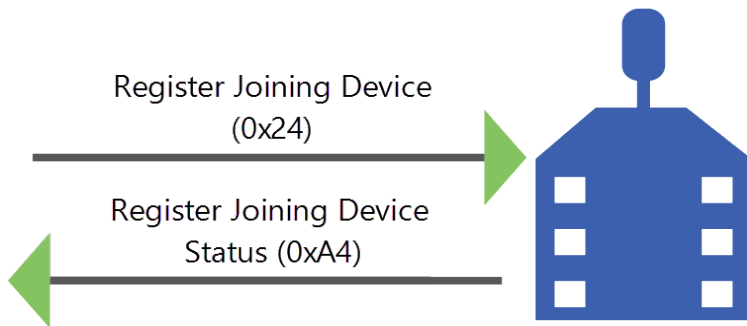 Register Joining Device
(0x24)
Register Joining Device
Status (0xA4)